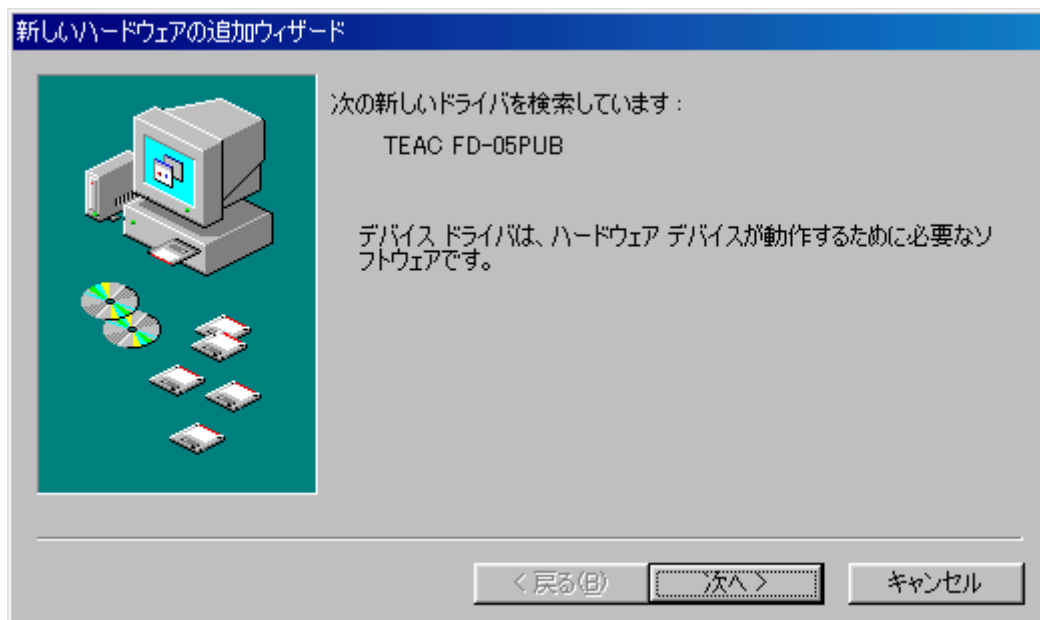 新しいハードウェアの追加ウィザード
次の新しいドライバを検索しています：
TEAC FD-05PUB
デバイス ドライバは、ハードウェア デバイスが動作するために必要なソ
フトウェアです。
< 戻る(B)
次へ >
キャンセル